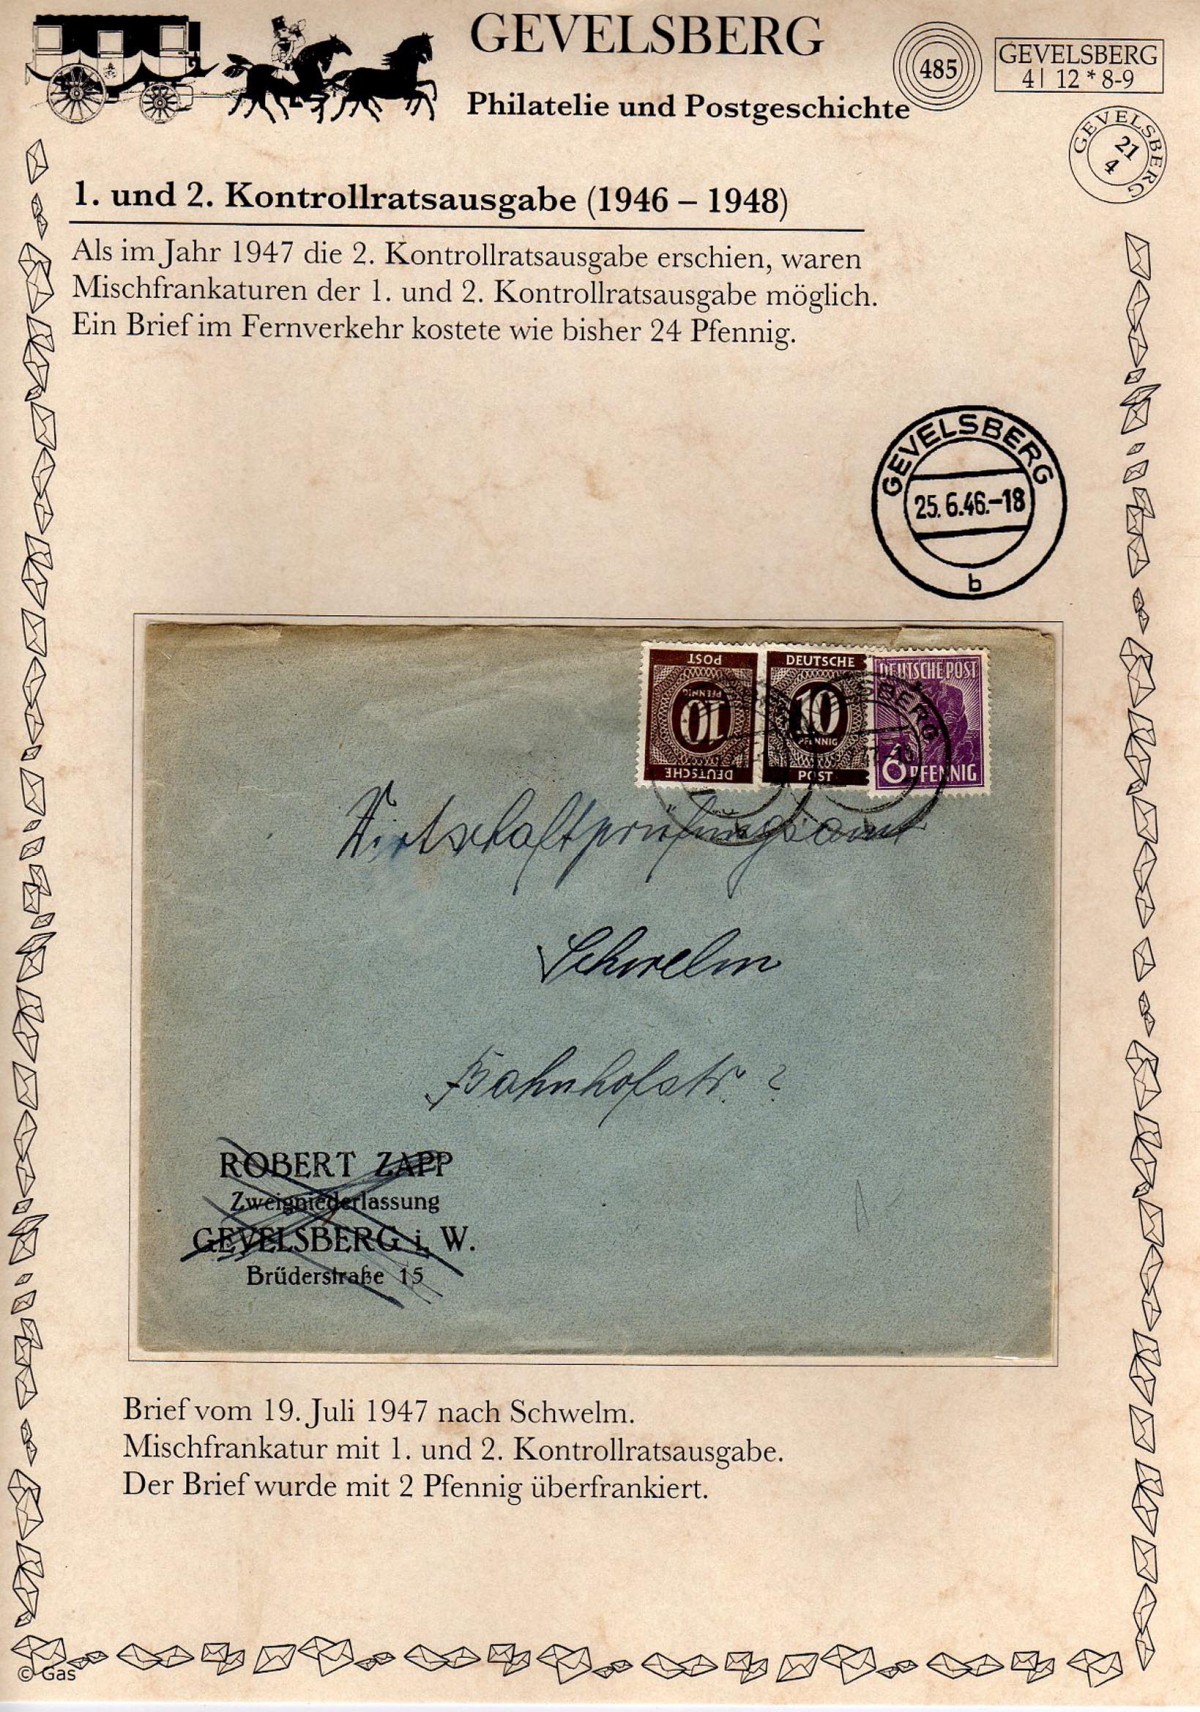 GEVELSBERG
Philatelie und Postgeschichte
485
GEVELSBERG
4| 12 * 8-9
GEVELSBERG
21
4
1. und 2. Kontrollratsausgabe (1946 – 1948)
Als im Jahr 1947 die 2. Kontrollratsausgabe erschien, waren
Mischfrankaturen der 1. und 2. Kontrollratsausgabe möglich.
Ein Brief im Fernverkehr kostete wie bisher 24 Pfennig.
GEVELSBERG
25.6.46.-18
b
DEUTSCHE
10
PFENNIG
POST
DEUTSCHE
10
PFENNIG
POST
DEUTSCHE POST
6 PFENNIG
Wirtschaftprüfungsamt
Schwelm
Bahnhofstr. ?
ROBERT ZAPP
Zweigniederlassung
GEVELSBERG i. W.
Brüderstraße 15
Brief vom 19. Juli 1947 nach Schwelm.
Mischfrankatur mit 1. und 2. Kontrollratsausgabe.
Der Brief wurde mit 2 Pfennig überfrankiert.
© Gas